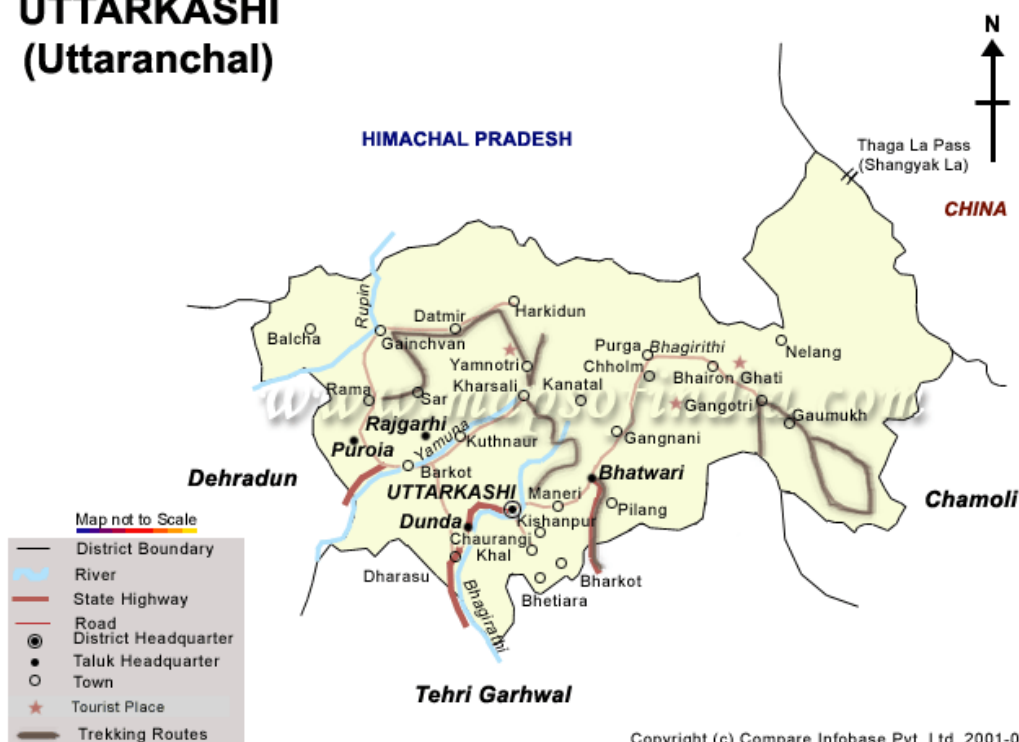 UTTARKASHI
(Uttaranchal)
N
HIMACHAL PRADESH
Thaga La Pass
(Shangyak La)
CHINA
Rupin
Harkidun
Datmir
Balcha
Gainchvan
Purga
Bhagirithi
Nelang
Yamnotri
Chholm
Bhairon Ghati
Kharsali
Kanatal
Rama
Sar
Gangotri
www.mapsofindia.com
Gaumukh
Rajgarhi
Yamuna
Kuthnaur
Gangnani
Puroia
Barkot
Bhatwari
Dehradun
UTTARKASHI
Maneri
Chamoli
Pilang
Dunda
Kishanpur
Chaurangi
Khal
Dharasu
Bharkot
Bhagirathi
Bhetiara
Tehri Garhwal
Map not to Scale
District Boundary
River
State Highway
Road
District Headquarter
Taluk Headquarter
Town
Tourist Place
Trekking Routes
Copyright (c) Compare Infobase Pvt. Ltd. 2001-0